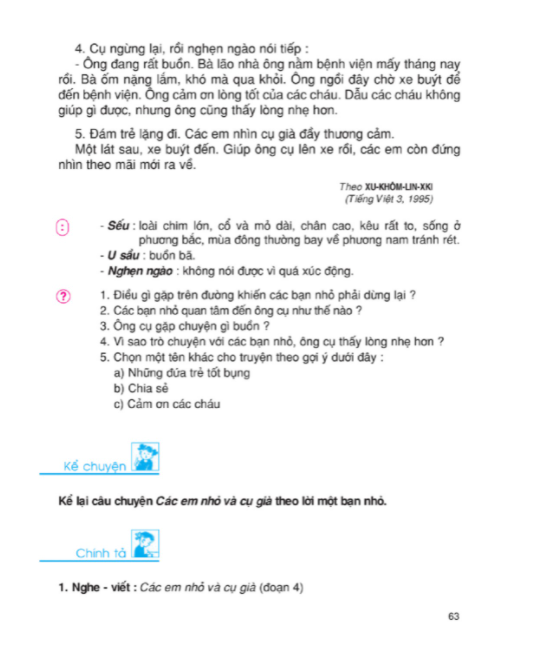 4. Cụ ngừng lại, rồi nghẹn ngào nói tiếp :
- Ông đang rất buồn. Bà lão nhà ông nằm bệnh viện mấy tháng nay
rồi. Bà ốm nặng lắm, khó mà qua khỏi. Ông ngồi đây chờ xe buýt để
đến bệnh viện. Ông cảm ơn lòng tốt của các cháu. Dẫu các cháu không
giúp gì được, nhưng ông cũng thấy lòng nhẹ hơn.
5. Đám trẻ lặng đi. Các em nhìn cụ già đầy thương cảm.
Một lát sau, xe buýt đến. Giúp ông cụ lên xe rồi, các em còn đứng
nhìn theo mãi mới ra về.
Theo XU-KHÔM-LIN-XKI
(Tiếng Việt 3, 1995)
- Sếu : loài chim lớn, cổ và mỏ dài, chân cao, kêu rất to, sống ở
phương bắc, mùa đông thường bay về phương nam tránh rét.
- U sầu : buồn bã.
- Nghẹn ngào : không nói được vì quá xúc động.
? 1. Điều gì gặp trên đường khiến các bạn nhỏ phải dừng lại ?
2. Các bạn nhỏ quan tâm đến ông cụ như thế nào ?
3. Ông cụ gặp chuyện gì buồn ?
4. Vì sao trò chuyện với các bạn nhỏ, ông cụ thấy lòng nhẹ hơn ?
5. Chọn một tên khác cho truyện theo gợi ý dưới đây :
a) Những đứa trẻ tốt bụng
b) Chia sẻ
c) Cảm ơn các cháu
Kể chuyện
Kể lại câu chuyện Các em nhỏ và cụ già theo lời một bạn nhỏ.
Chính tả
1. Nghe - viết : Các em nhỏ và cụ già (đoạn 4)
63